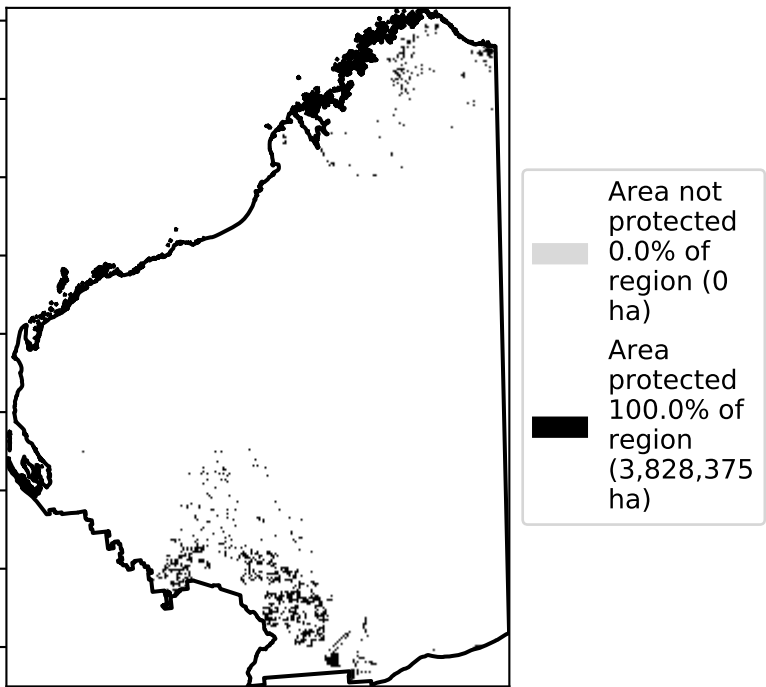 Area not
protected
0.0% of
region (0
ha)
Area
protected
100.0% of
region
(3,828,375
ha)